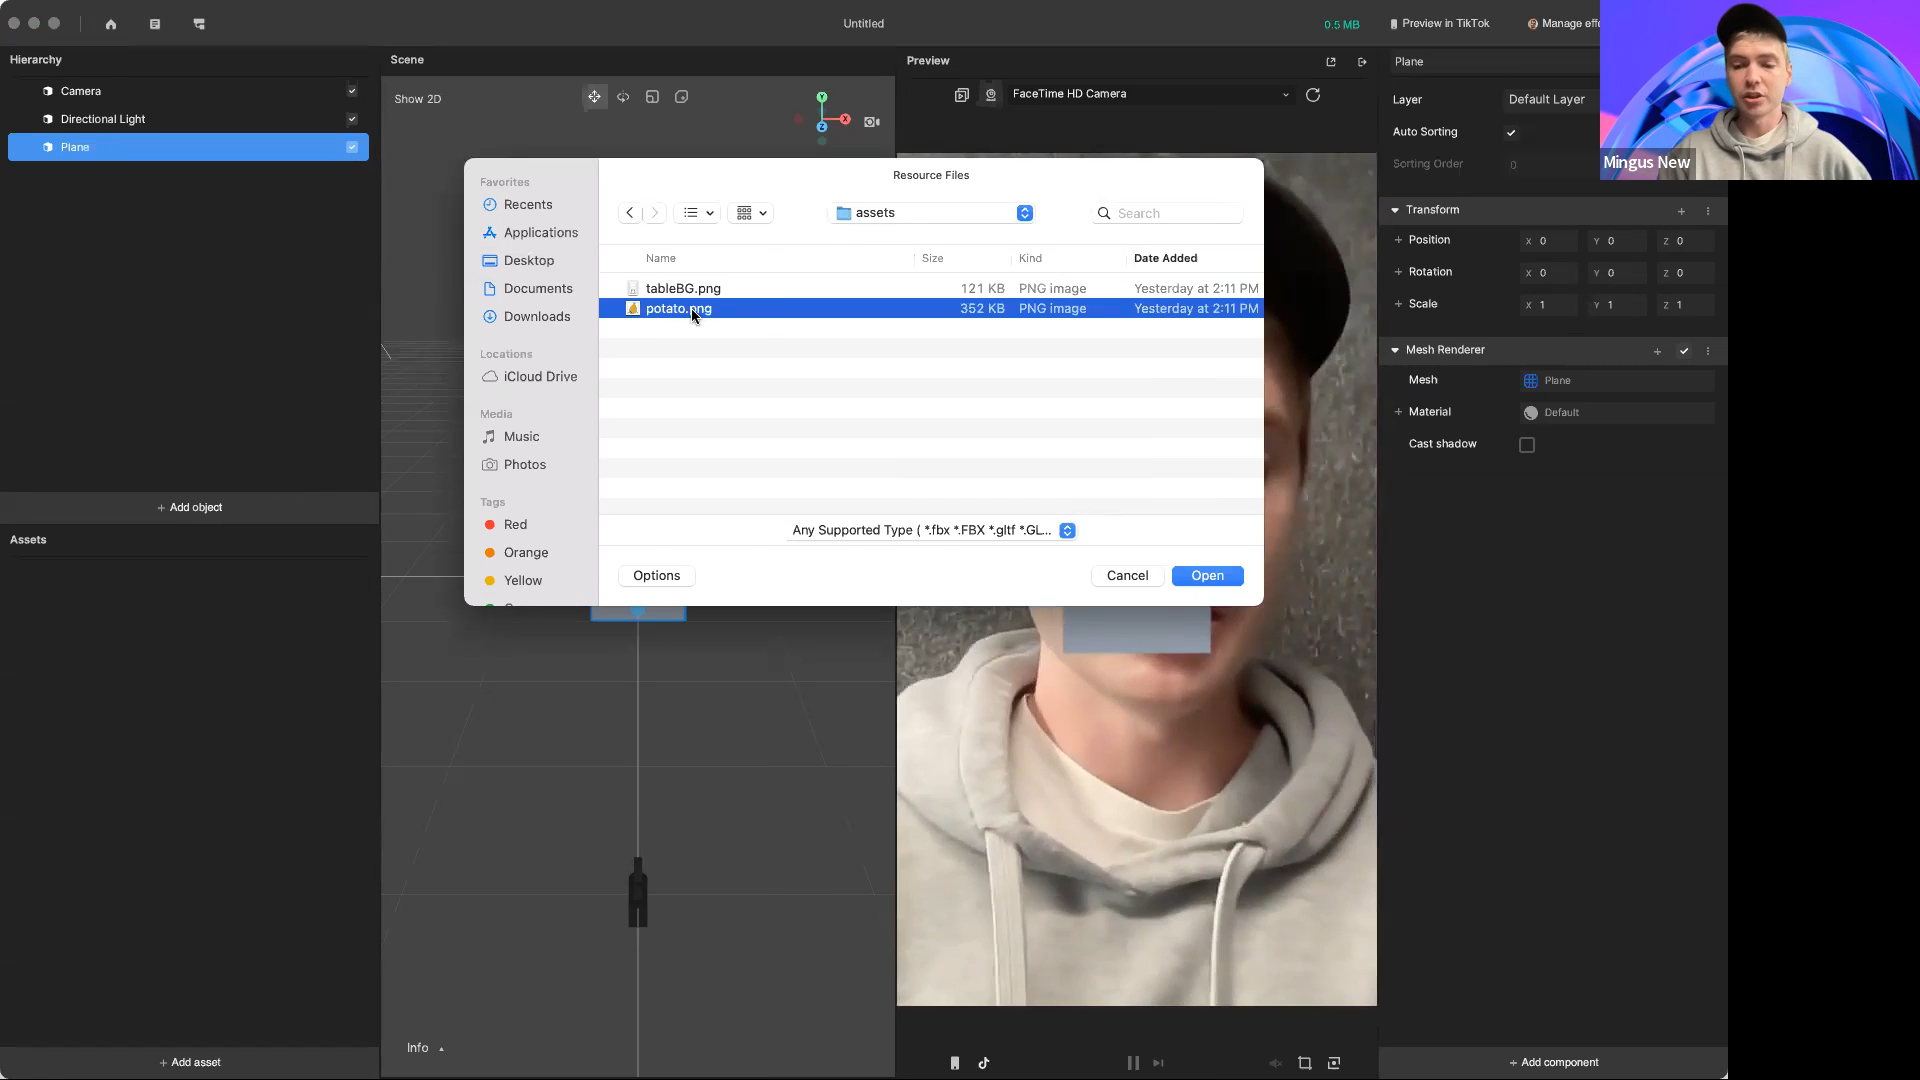 Untitled
0.5 MB
Preview in TikTok
Manage effe
Hierarchy
Camera
Directional Light
Plane
+ Add object
Assets
+ Add asset
Scene
Show 2D
Y
X
Z
Info
Preview
FaceTime HD Camera
Resource Files
Favorites
Recents
Applications
Desktop
Documents
Downloads
Locations
iCloud Drive
Media
Music
Photos
Tags
Red
Orange
Yellow
assets
Search
Name Size Kind Date Added
tableBG.png 121 KB PNG image Yesterday at 2:11 PM
potato.png 352 KB PNG image Yesterday at 2:11 PM
Any Supported Type ( *.fbx *.FBX *.gltf *.GL...
Options Cancel Open
Plane
Layer Default Layer
Auto Sorting
Sorting Order 0
Mingus New
Transform
+ Position X 0 Y 0 Z 0
+ Rotation X 0 Y 0 Z 0
+ Scale X 1 Y 1 Z 1
Mesh Renderer
Mesh Plane
+ Material Default
Cast shadow
+ Add component